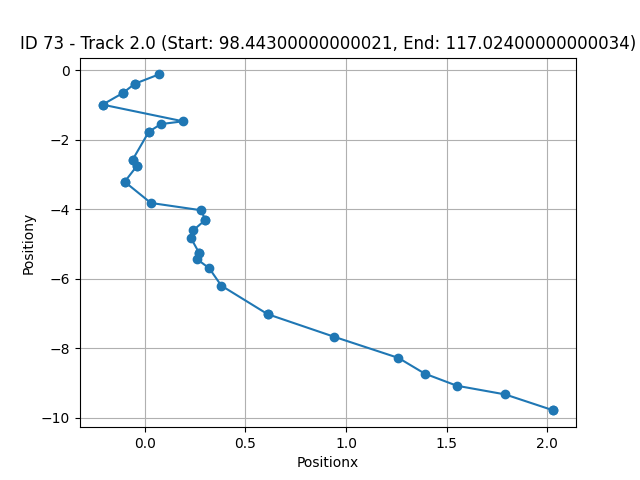 ID 73 - Track 2.0 (Start: 98.44300000000021, End: 117.02400000000034)
0
−2
−4
−6
−8
−10
Positiony
0.0 0.5 1.0 1.5 2.0
Positionx